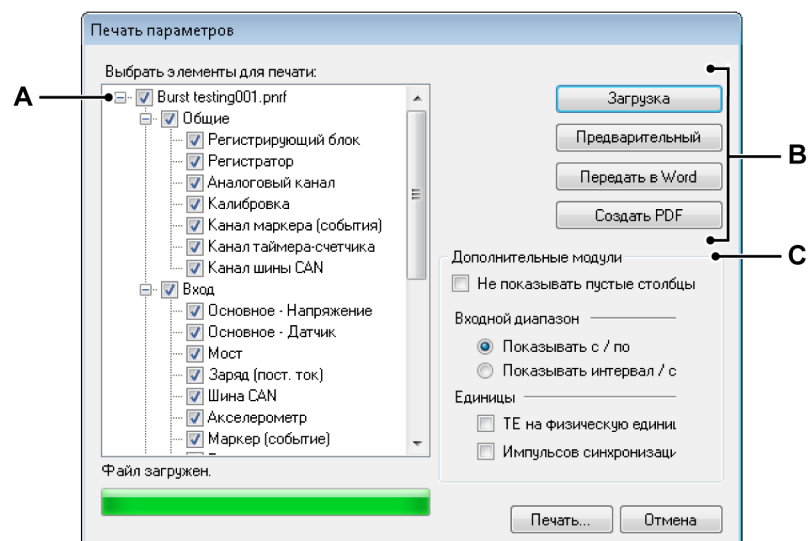 Печать параметров
Выбрать элементы для печати:
A
Burst testing001.pnrf
Общие
Регистрирующий блок
Регистратор
Аналоговый канал
Калибровка
Канал маркера (события)
Канал таймера-счетчика
Канал шины CAN
Вход
Основное - Напряжение
Основное - Датчик
Мост
Заряд (пост. ток)
Шина CAN
Акселерометр
Маркер (событие)
Файл загружен.
Загрузка
Предварительный
Передать в Word
Создать PDF
B
C
Дополнительные модули
Не показывать пустые столбцы
Входной диапазон
Показывать с / по
Показывать интервал / с
Единицы
ТЕ на физическую
Импульсов
Печать...
Отмена